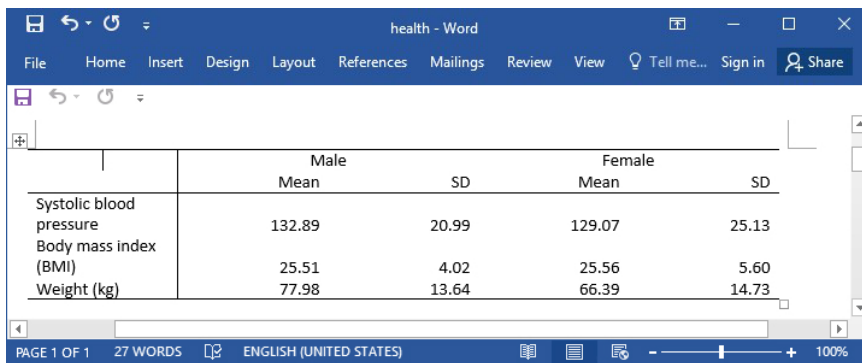 health - Word
File Home Insert Design Layout References Mailings Review View Tell me... Sign in Share
Male Female
Mean SD Mean SD
Systolic blood
pressure 132.89 20.99 129.07 25.13
Body mass index
(BMI) 25.51 4.02 25.56 5.60
Weight (kg) 77.98 13.64 66.39 14.73
PAGE 1 OF 1 27 WORDS ENGLISH (UNITED STATES) 100%